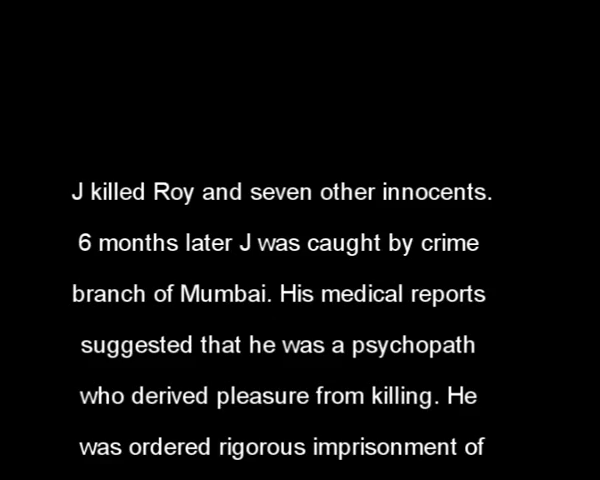 J killed Roy and seven other innocents.
6 months later J was caught by crime
branch of Mumbai. His medical reports
suggested that he was a psychopath
who derived pleasure from killing. He
was ordered rigorous imprisonment of